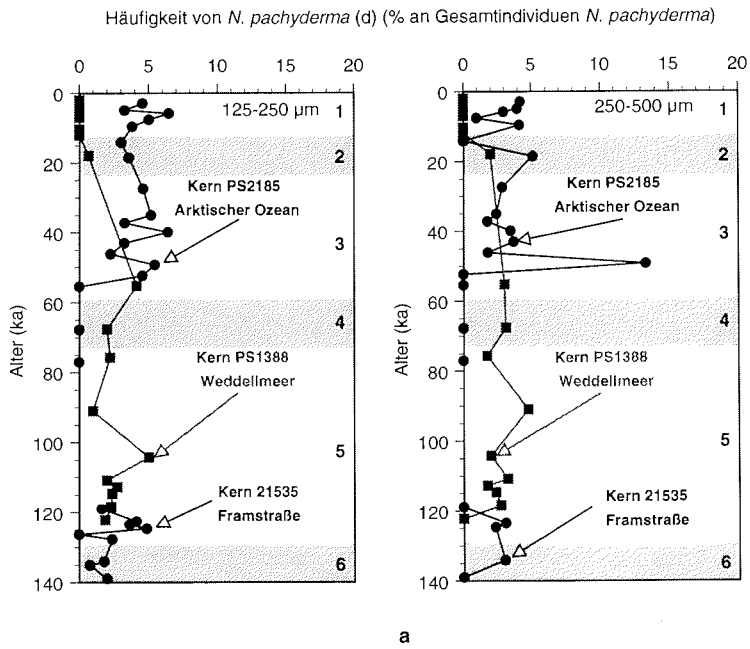 Häufigkeit von N. pachyderma (d) (% an Gesamtindividuen N. pachyderma)
0 5 10 15 20
0 5 10 15 20
125-250 µm
250-500 µm
0
20
40
60
80
100
120
140
Alter (ka)
1
2
3
4
5
6
Kern PS2185
Arktischer Ozean
Kern PS1388
Weddellmeer
Kern 21535
Framstraße
0
20
40
60
80
100
120
140
Alter (ka)
1
2
3
4
5
6
Kern PS2185
Arktischer Ozean
Kern PS1388
Weddellmeer
Kern 21535
Framstraße
a